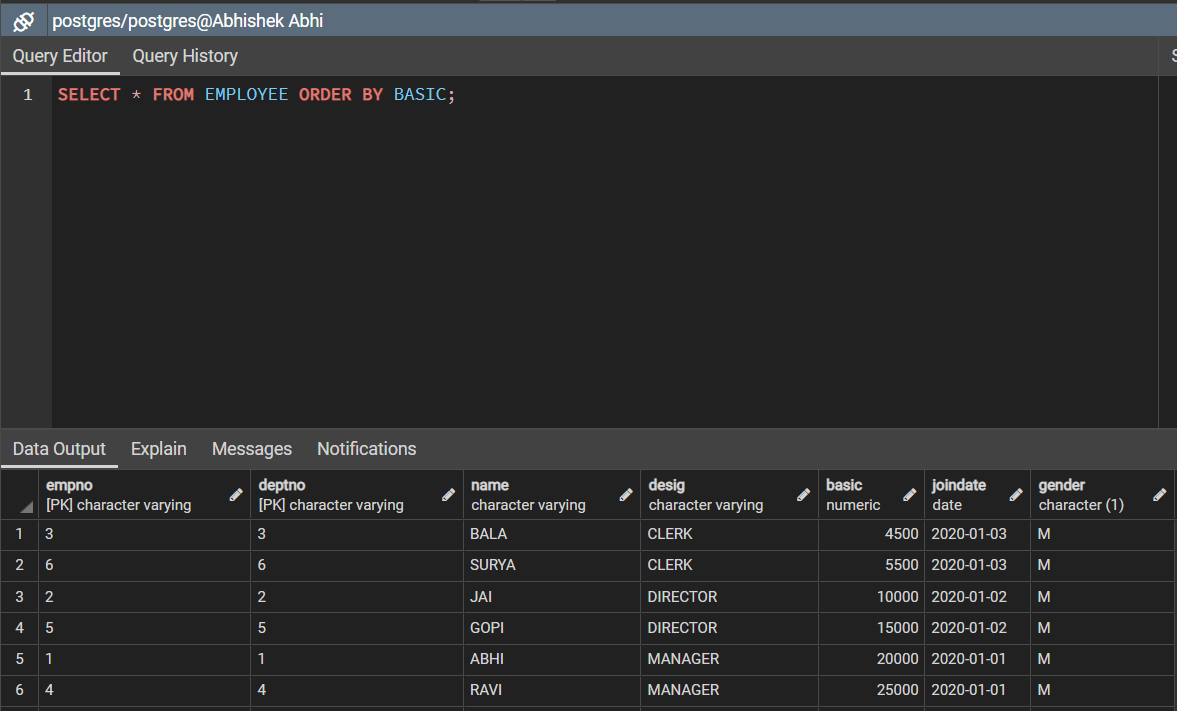 postgres/postgres@Abhishek Abhi
Query Editor Query History
1 SELECT * FROM EMPLOYEE ORDER BY BASIC;
Data Output Explain Messages Notifications
empno deptno name desig basic joindate gender
[PK] character varying [PK] character varying character varying character varying numeric date character (1)
1 3 3 BALA CLERK 4500 2020-01-03 M
2 6 6 SURYA CLERK 5500 2020-01-03 M
3 2 2 JAI DIRECTOR 10000 2020-01-02 M
4 5 5 GOPI DIRECTOR 15000 2020-01-02 M
5 1 1 ABHI MANAGER 20000 2020-01-01 M
6 4 4 RAVI MANAGER 25000 2020-01-01 M